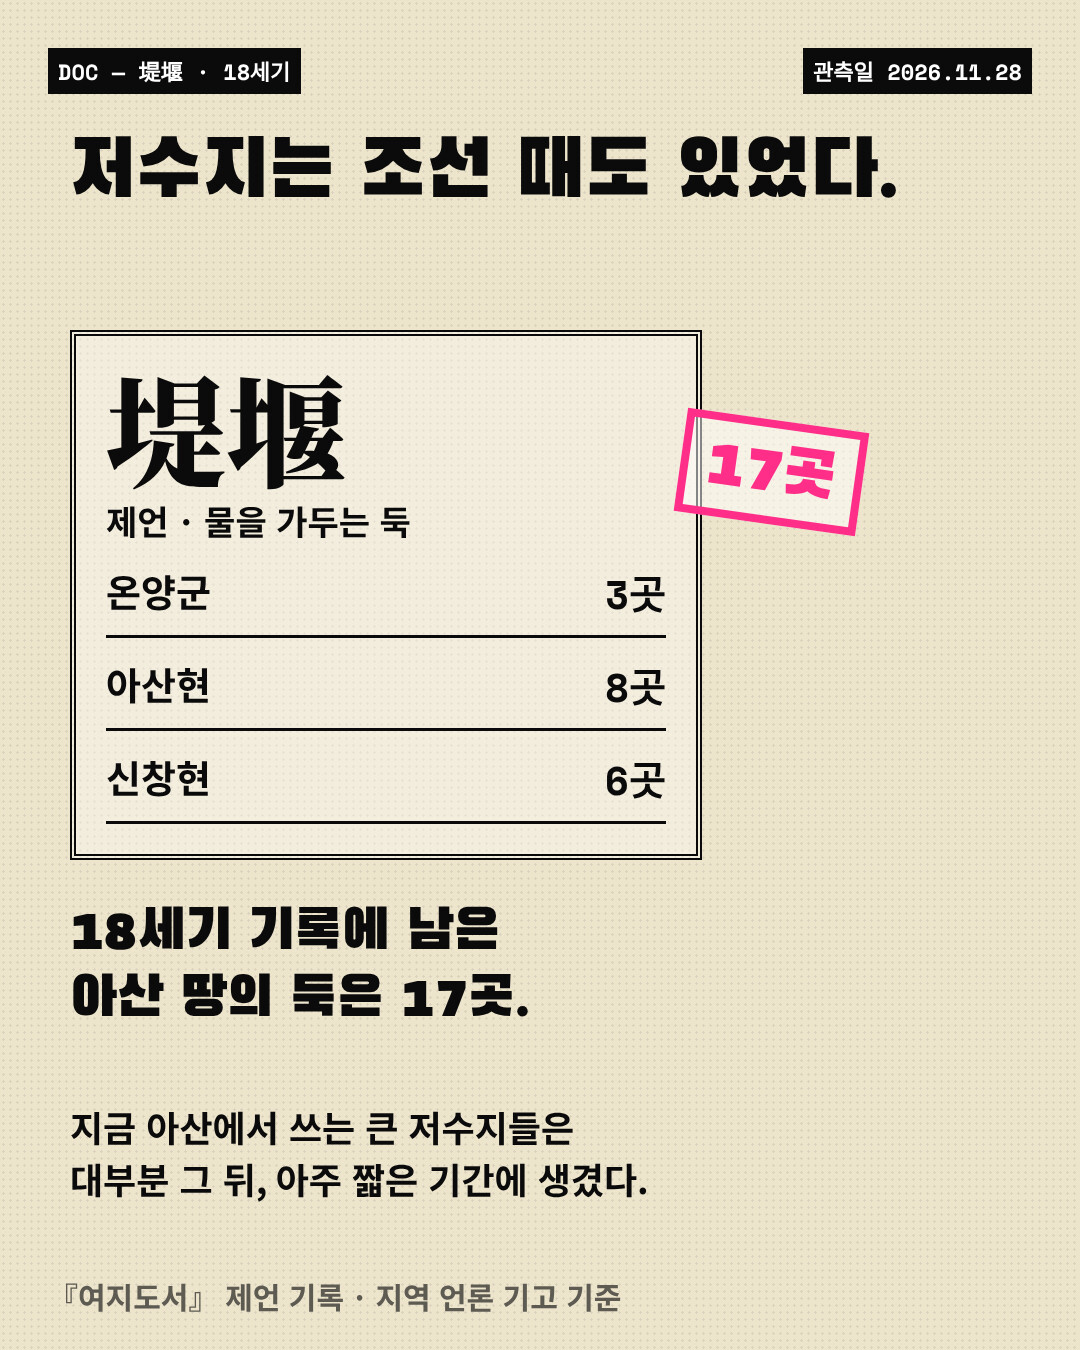 DOC — 堤堰 · 18세기
관측일 2026.11.28
저수지는 조선 때도 있었다.
堤堰
17곳
제언 · 물을 가두는 둑
온양군 3곳
아산현 8곳
신창현 6곳
18세기 기록에 남은
아산 땅의 둑은 17곳.
지금 아산에서 쓰는 큰 저수지들은
대부분 그 뒤, 아주 짧은 기간에 생겼다.
『여지도서』 제언 기록 · 지역 언론 기고 기준